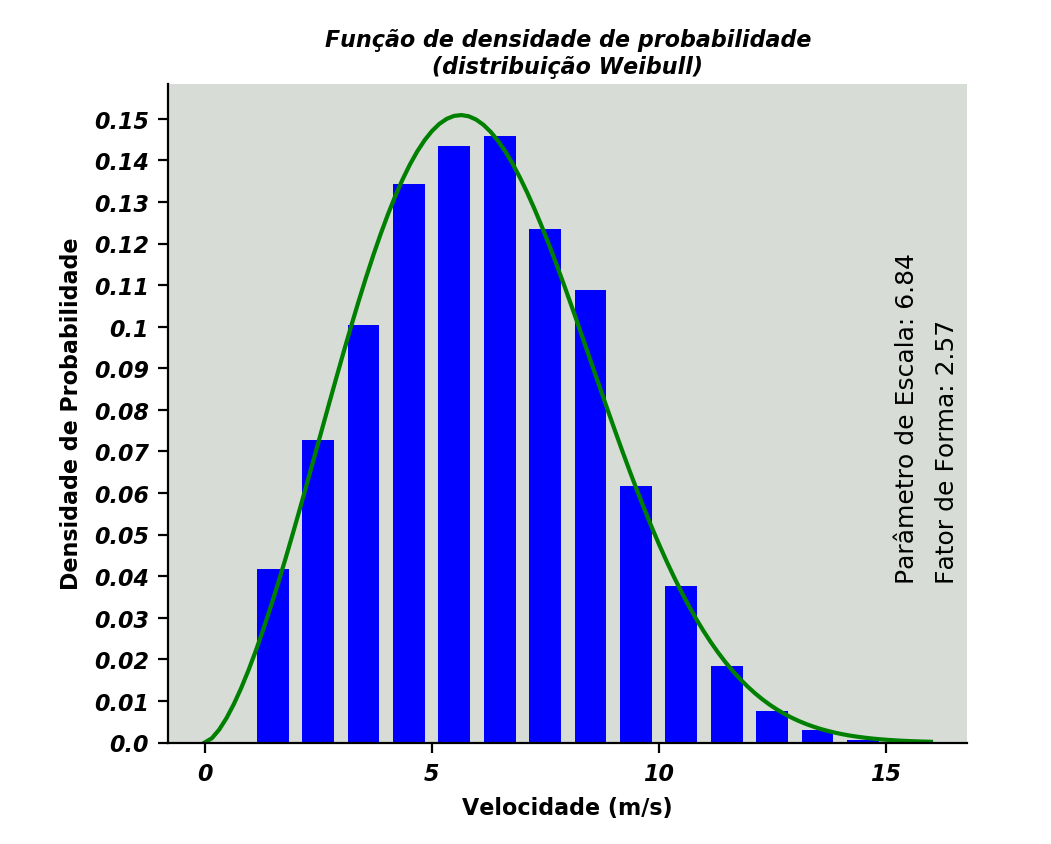 Função de densidade de probabilidade
(distribuição Weibull)
Densidade de Probabilidade
0.15
0.14
0.13
0.12
0.11
0.1
0.09
0.08
0.07
0.06
0.05
0.04
0.03
0.02
0.01
0.0
Parâmetro de Escala: 6.84
Fator de Forma: 2.57
0 5 10 15
Velocidade (m/s)